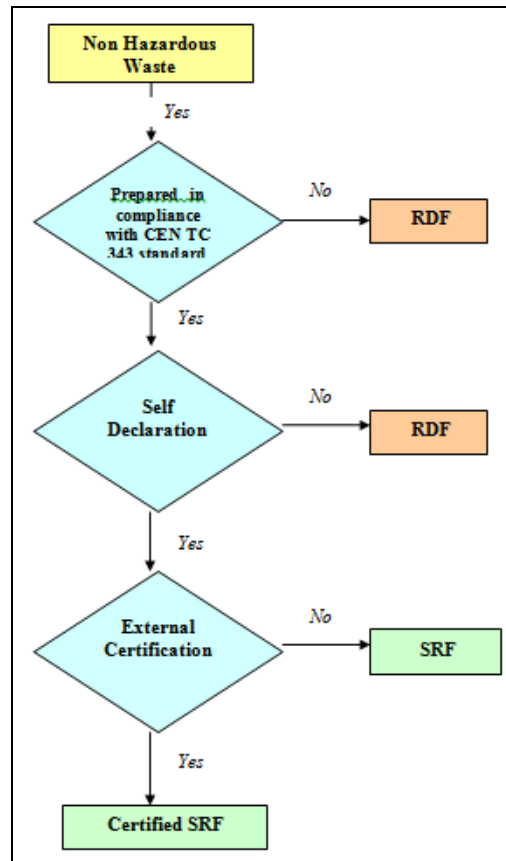 Non Hazardous
Waste
Yes
Prepared in
compliance
with CEN TC
343 standard
No
RDF
Yes
Self
Declaration
No
RDF
Yes
External
Certification
No
SRF
Yes
Certified SRF